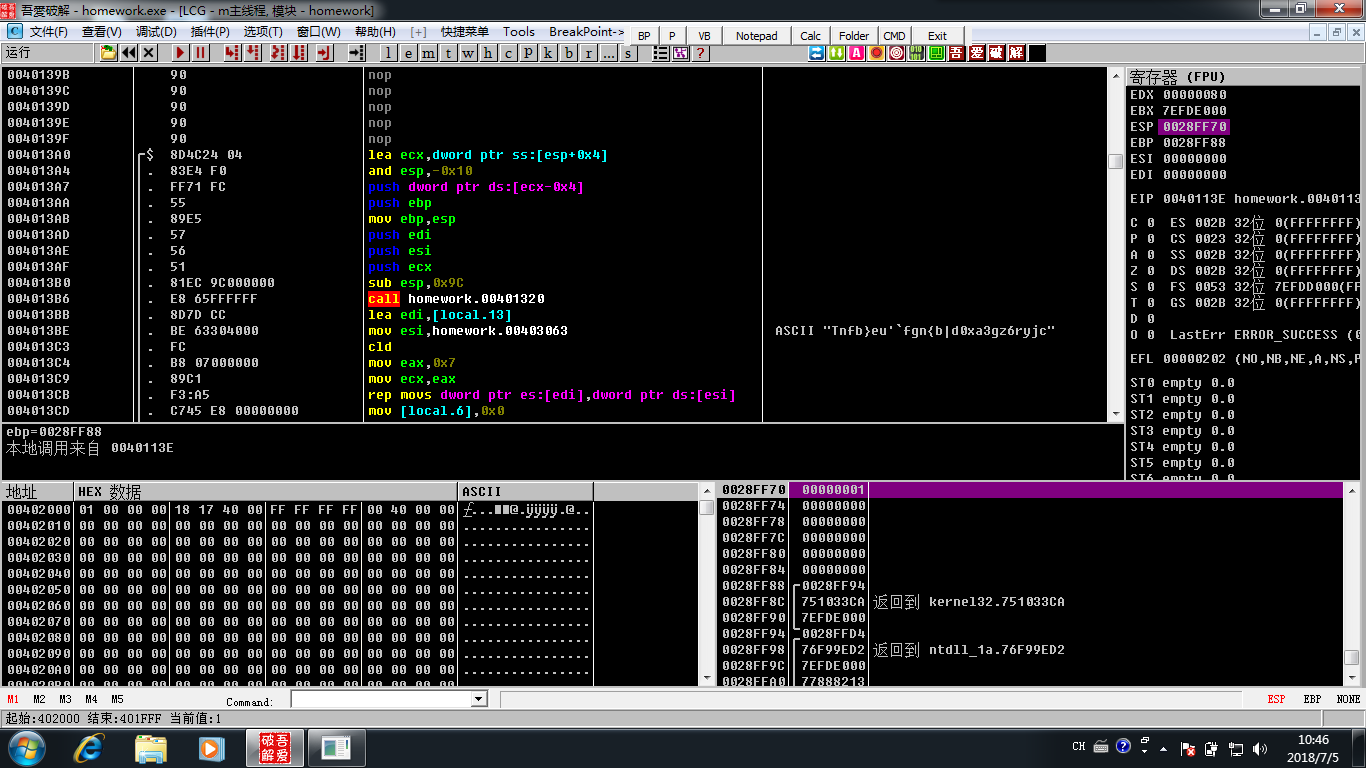 吾愛破解 - homework.exe - [LCG - m主线程, 模块 - homework]
文件(F) 查看(V) 调试(D) 插件(P) 选项(T) 窗口(W) 帮助(H) [+] 快捷菜单 Tools BreakPoint-> BP P VB Notepad Calc Folder CMD Exit
运行 l e m t w h c p k b r ... s ? 吾 爱 破 解
0040139B 90 nop
0040139C 90 nop
0040139D 90 nop
0040139E 90 nop
0040139F 90 nop
004013A0 $ 8D4C24 04 lea ecx,dword ptr ss:[esp+0x4]
004013A4 . 83E4 F0 and esp,-0x10
004013A7 . FF71 FC push dword ptr ds:[ecx-0x4]
004013AA . 55 push ebp
004013AB . 89E5 mov ebp,esp
004013AD . 57 push edi
004013AE . 56 push esi
004013AF . 51 push ecx
004013B0 . 81EC 9C000000 sub esp,0x9C
004013B6 . E8 65FFFFFF call homework.00401320
004013BB . 8D7D CC lea edi,[local.13]
004013BE . BE 63304000 mov esi,homework.00403063 ASCII "Tnfb}eu'`fgn{b|d0xa3gz6ryjc"
004013C3 . FC cld
004013C4 . B8 07000000 mov eax,0x7
004013C9 . 89C1 mov ecx,eax
004013CB . F3:A5 rep movs dword ptr es:[edi],dword ptr ds:[esi]
004013CD . C745 E8 00000000 mov [local.6],0x0
寄存器 (FPU)
EDX 00000080
EBX 7EFDE000
ESP 0028FF70
EBP 0028FF88
ESI 00000000
EDI 00000000
EIP 0040113E homework.0040113
C 0 ES 002B 32位 0(FFFFFFFF)
P 0 CS 0023 32位 0(FFFFFFFF)
A 0 SS 002B 32位 0(FFFFFFFF)
Z 0 DS 002B 32位 0(FFFFFFFF)
S 0 FS 0053 32位 7EFDD000(FF
T 0 GS 002B 32位 0(FFFFFFFF)
D 0
O 0 LastErr ERROR_SUCCESS (0
EFL 00000202 (NO,NB,NE,A,NS,P
ST0 empty 0.0
ST1 empty 0.0
ST2 empty 0.0
ST3 empty 0.0
ST4 empty 0.0
ST5 empty 0.0
ST6 empty 0.0
ebp=0028FF88
本地调用来自 0040113E
地址 HEX 数据 ASCII
00402000 01 00 00 00 18 17 40 00 FF FF FF FF 00 40 00 00 @.ÿÿÿÿ.@..
00402010 00 00 00 00 00 00 00 00 00 00 00 00 00 00 00 00 ................
00402020 00 00 00 00 00 00 00 00 00 00 00 00 00 00 00 00 ................
00402030 00 00 00 00 00 00 00 00 00 00 00 00 00 00 00 00 ................
00402040 00 00 00 00 00 00 00 00 00 00 00 00 00 00 00 00 ................
00402050 00 00 00 00 00 00 00 00 00 00 00 00 00 00 00 00 ................
00402060 00 00 00 00 00 00 00 00 00 00 00 00 00 00 00 00 ................
00402070 00 00 00 00 00 00 00 00 00 00 00 00 00 00 00 00 ................
00402080 00 00 00 00 00 00 00 00 00 00 00 00 00 00 00 00 ................
00402090 00 00 00 00 00 00 00 00 00 00 00 00 00 00 00 00 ................
004020A0 00 00 00 00 00 00 00 00 00 00 00 00 00 00 00 00 ................
0028FF70 00000001
0028FF74 00000000
0028FF78 00000000
0028FF7C 00000000
0028FF80 00000000
0028FF84 00000000
0028FF88 0028FF94
0028FF8C 751033CA 返回到 kernel32.751033CA
0028FF90 7EFDE000
0028FF94 0028FFD4
0028FF98 76F99ED2 返回到 ntdll_1a.76F99ED2
0028FF9C 7EFDE000
0028FFA0 77888213
M1 M2 M3 M4 M5 Command: ESP EBP NONE
起始:402000 结束:401FFF 当前值:1
破吾解爱 CH 10:46
2018/7/5